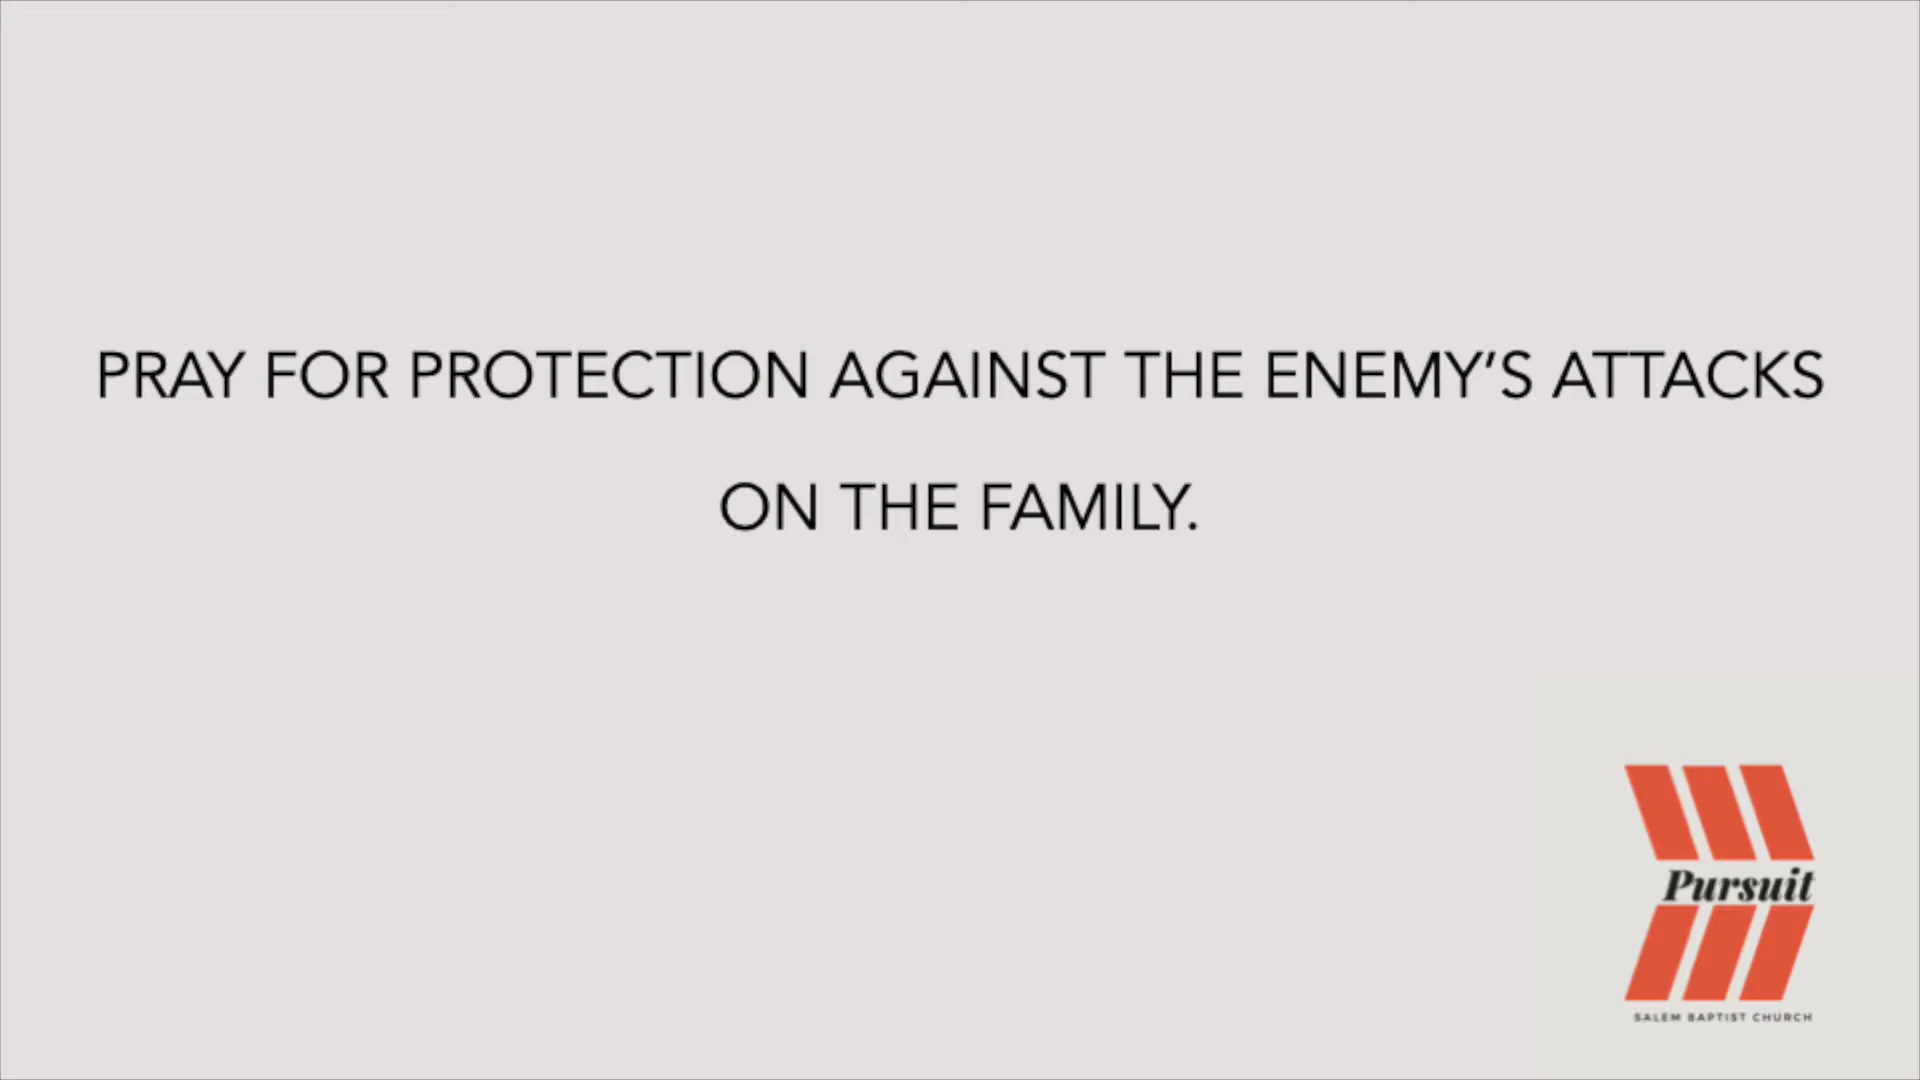 PRAY FOR PROTECTION AGAINST THE ENEMY’S ATTACKS
ON THE FAMILY.
Pursuit
SALEM BAPTIST CHURCH